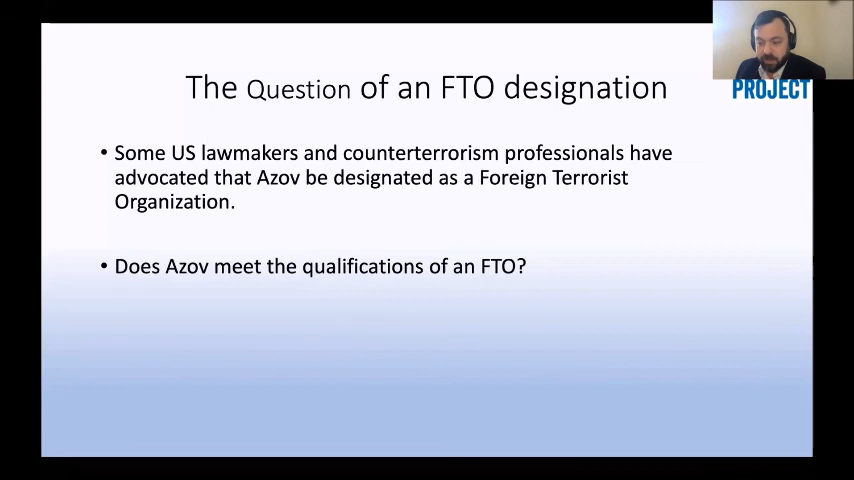 The Question of an FTO designation
PROJECT
• Some US lawmakers and counterterrorism professionals have
advocated that Azov be designated as a Foreign Terrorist
Organization.
• Does Azov meet the qualifications of an FTO?